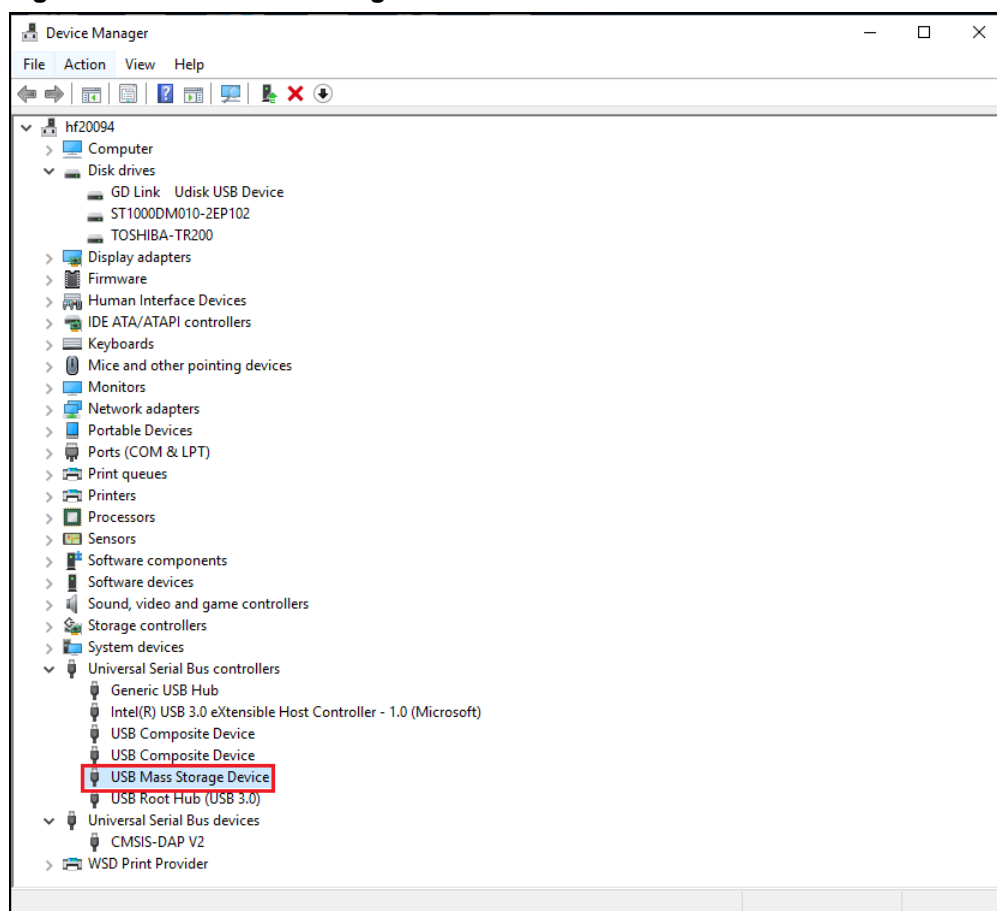 Device Manager
File Action View Help
hf20094
Computer
Disk drives
GD Link Udisk USB Device
ST1000DM010-2EP102
TOSHIBA-TR200
Display adapters
Firmware
Human Interface Devices
IDE ATA/ATAPI controllers
Keyboards
Mice and other pointing devices
Monitors
Network adapters
Portable Devices
Ports (COM & LPT)
Print queues
Printers
Processors
Sensors
Software components
Software devices
Sound, video and game controllers
Storage controllers
System devices
Universal Serial Bus controllers
Generic USB Hub
Intel(R) USB 3.0 eXtensible Host Controller - 1.0 (Microsoft)
USB Composite Device
USB Composite Device
USB Mass Storage Device
USB Root Hub (USB 3.0)
Universal Serial Bus devices
CMSIS-DAP V2
WSD Print Provider